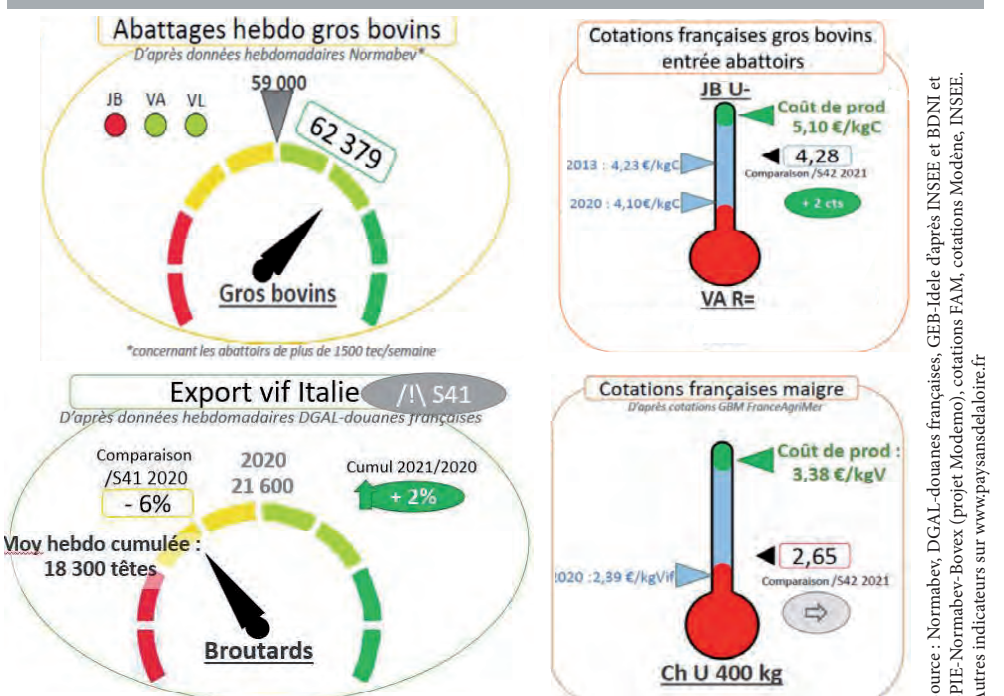 Abattages hebdo gros bovins
D'après données hebdomadaires Normabev*
59 000
JB VA VL
62 379
Gros bovins
*concernant les abattoirs de plus de 1500 tec/semaine
Cotations françaises gros bovins
entrée abattoirs
JB U-
Coût de prod
5,10 €/kgC
2013 : 4,23 €/kgC
4,28
Comparaison /S42 2021
2020 : 4,10€/kgC
+ 2 cts
VA R=
Export vif Italie /!\ S41
D'après données hebdomadaires DGAL-douanes françaises
Comparaison
/S41 2020
- 6%
2020
21 600
Cumul 2021/2020
+ 2%
Moy hebdo cumulée :
18 300 têtes
Broutards
Cotations françaises maigre
D'après cotations GBM FranceAgriMer
Coût de prod :
3,38 €/kgV
2,65
2020 :2,39 €/kgVif
Comparaison /S42 2021
Ch U 400 kg
ource : Normabev, DGAL-douanes françaises, GEB-Idele d'après INSEE et BDNI et
PIE-Normabev-Bovex (projet Modemo), cotations FAM, cotations Modène, INSEE.
utres indicateurs sur www.paysansdelaloire.fr